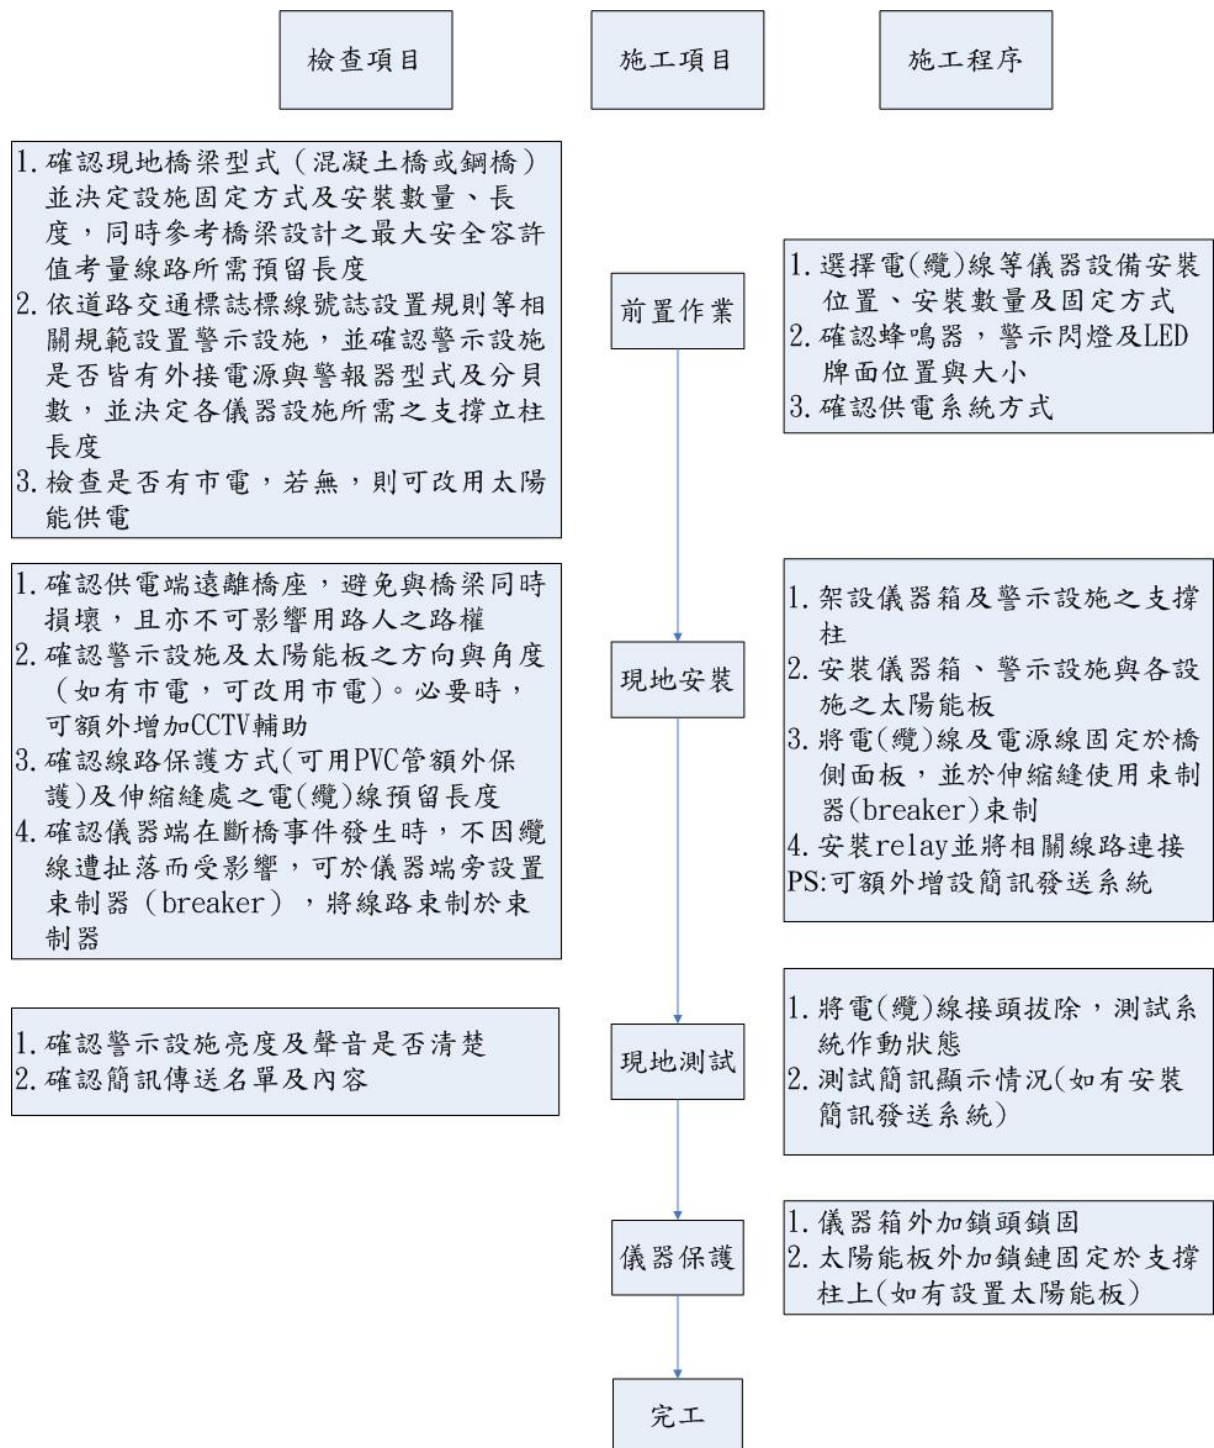 檢查項目
施工項目
施工程序
1. 確認現地橋梁型式（混凝土橋或鋼橋）
並決定設施固定方式及安裝數量、長
度，同時參考橋梁設計之最大安全容許
值考量線路所需預留長度
2. 依道路交通標誌標線號誌設置規則等相
關規範設置警示設施，並確認警示設施
是否皆有外接電源與警報器型式及分貝
數，並決定各儀器設施所需之支撐立柱
長度
3. 檢查是否有市電，若無，則可改用太陽
能供電
前置作業
1. 選擇電(纜)線等儀器設備安裝
位置、安裝數量及固定方式
2. 確認蜂鳴器，警示閃燈及LED
牌面位置與大小
3. 確認供電系統方式
1. 確認供電端遠離橋座，避免與橋梁同時
損壞，且亦不可影響用路人之路權
2. 確認警示設施及太陽能板之方向與角度
（如有市電，可改用市電）。必要時，
可額外增加CCTV輔助
3. 確認線路保護方式(可用PVC管額外保
護)及伸縮縫處之電(纜)線預留長度
4. 確認儀器端在斷橋事件發生時，不因纜
線遭扯落而受影響，可於儀器端旁設置
束制器（breaker），將線路束制於束
制器
現地安裝
1. 架設儀器箱及警示設施之支撐
柱
2. 安裝儀器箱、警示設施與各設
施之太陽能板
3. 將電(纜)線及電源線固定於橋
側面板，並於伸縮縫使用束制
器(breaker)束制
4. 安裝relay並將相關線路連接
PS:可額外增設簡訊發送系統
1. 確認警示設施亮度及聲音是否清楚
2. 確認簡訊傳送名單及內容
現地測試
1. 將電(纜)線接頭拔除，測試系
統作動狀態
2. 測試簡訊顯示情況(如有安裝
簡訊發送系統)
儀器保護
1. 儀器箱外加鎖頭鎖固
2. 太陽能板外加鎖鏈固定於支撐
柱上(如有設置太陽能板)
完工